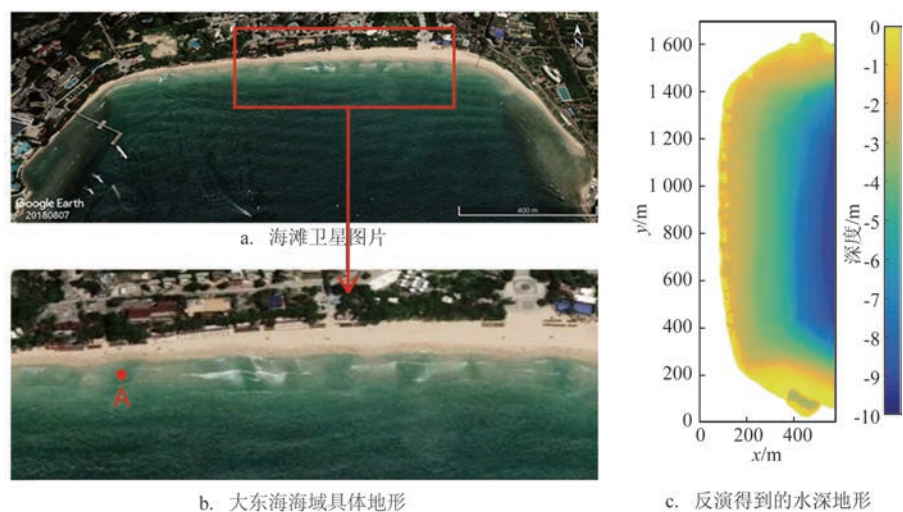 N
Google Earth
20180807
400 m
a. 海滩卫星图片
A
b. 大东海海域具体地形
1 600
1 400
1 200
1 000
800
600
400
200
0
0 200 400
x/m
y/m
0
-1
-2
-3
-4
-5
-6
-7
-8
-9
-10
深度/m
c. 反演得到的水深地形